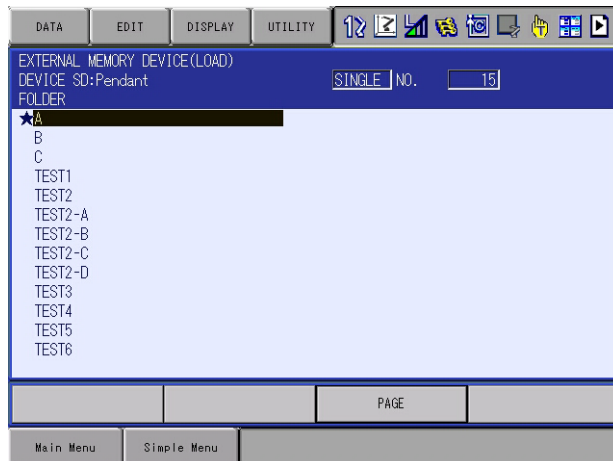 DATA EDIT DISPLAY UTILITY
EXTERNAL MEMORY DEVICE(LOAD)
DEVICE SD:Pendant SINGLE NO. 15
FOLDER
★A
B
C
TEST1
TEST2
TEST2-A
TEST2-B
TEST2-C
TEST2-D
TEST3
TEST4
TEST5
TEST6
PAGE
Main Menu Simple Menu